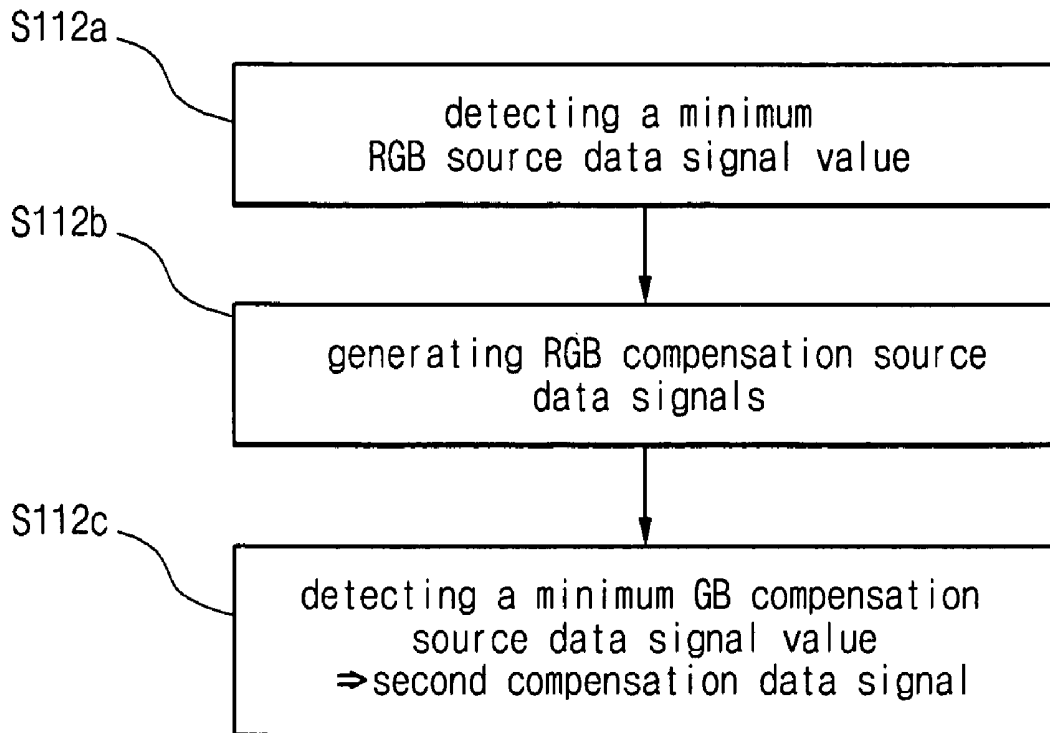 S112a
detecting a minimum
RGB source data signal value
S112b
generating RGB compensation source
data signals
S112c
detecting a minimum GB compensation
source data signal value
⇒second compensation data signal